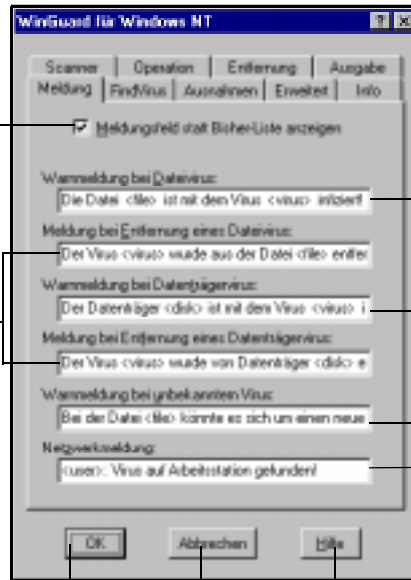 WinGuard für Windows NT
Scanner Operation Entfernung Ausgabe
Meldung FindVirus Ausnahmen Erweitert Info
Meldungsfeld statt Bisher-Liste anzeigen
Warnmeldung bei Dateivirus:
Die Datei <file> ist mit dem Virus <virus> infiziert!
Meldung bei Entfernung eines Dateivirus:
Der Virus <virus> wurde aus der Datei <file> entfer
Warnmeldung bei Datenträgervirus:
Der Datenträger <disk> ist mit dem Virus <virus> i
Meldung bei Entfernung eines Datenträgervirus:
Der Virus <virus> wurde von Datenträger <disk> e
Warnmeldung bei unbekanntem Virus:
Bei der Datei <file> könnte es sich um einen neue
Netzwerkmeldung:
<user>: Virus auf Arbeitsstation gefunden!
OK Abbrechen Hilfe